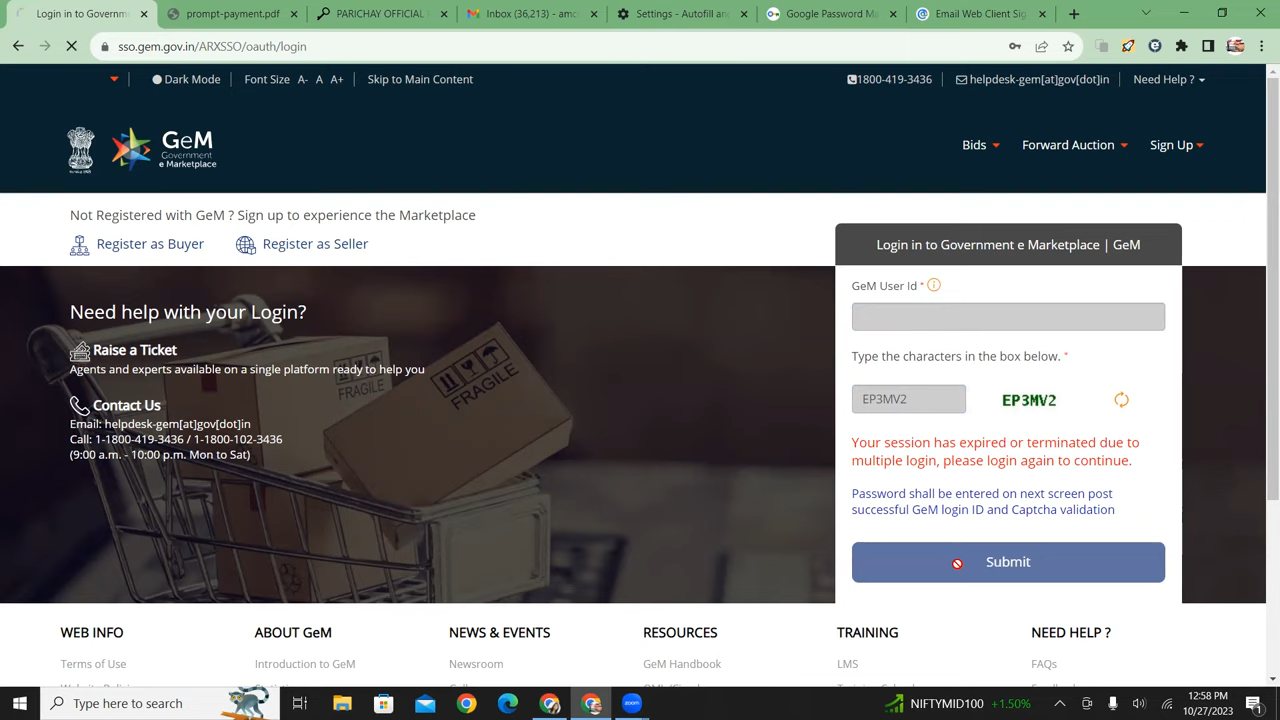 Login in to Governme
prompt-payment.pdf
PARICHAY OFFICIAL
Inbox (36,213) - amc
Settings - Autofill an
Google Password Ma
Email Web Client Sig
sso.gem.gov.in/ARXSSO/oauth/login
Dark Mode Font Size A- A A+ Skip to Main Content
1800-419-3436 helpdesk-gem[at]gov[dot]in Need Help ?
GeM
Government
e Marketplace
Bids Forward Auction Sign Up
Not Registered with GeM ? Sign up to experience the Marketplace
Register as Buyer Register as Seller
Login in to Government e Marketplace | GeM
GeM User Id *
Need help with your Login?
Raise a Ticket
Agents and experts available on a single platform ready to help you
Type the characters in the box below. *
EP3MV2 EP3MV2
Contact Us
Email: helpdesk-gem[at]gov[dot]in
Call: 1-1800-419-3436 / 1-1800-102-3436
(9:00 a.m. - 10:00 p.m. Mon to Sat)
Your session has expired or terminated due to
multiple login, please login again to continue.
Password shall be entered on next screen post
successful GeM login ID and Captcha validation
Submit
FRAGILE
FRAGILE
WEB INFO ABOUT GeM NEWS & EVENTS RESOURCES TRAINING NEED HELP ?
Terms of Use Introduction to GeM Newsroom GeM Handbook LMS FAQs
Type here to search
zoom
NIFTYMID100 +1.50%
12:58 PM
10/27/2023
1